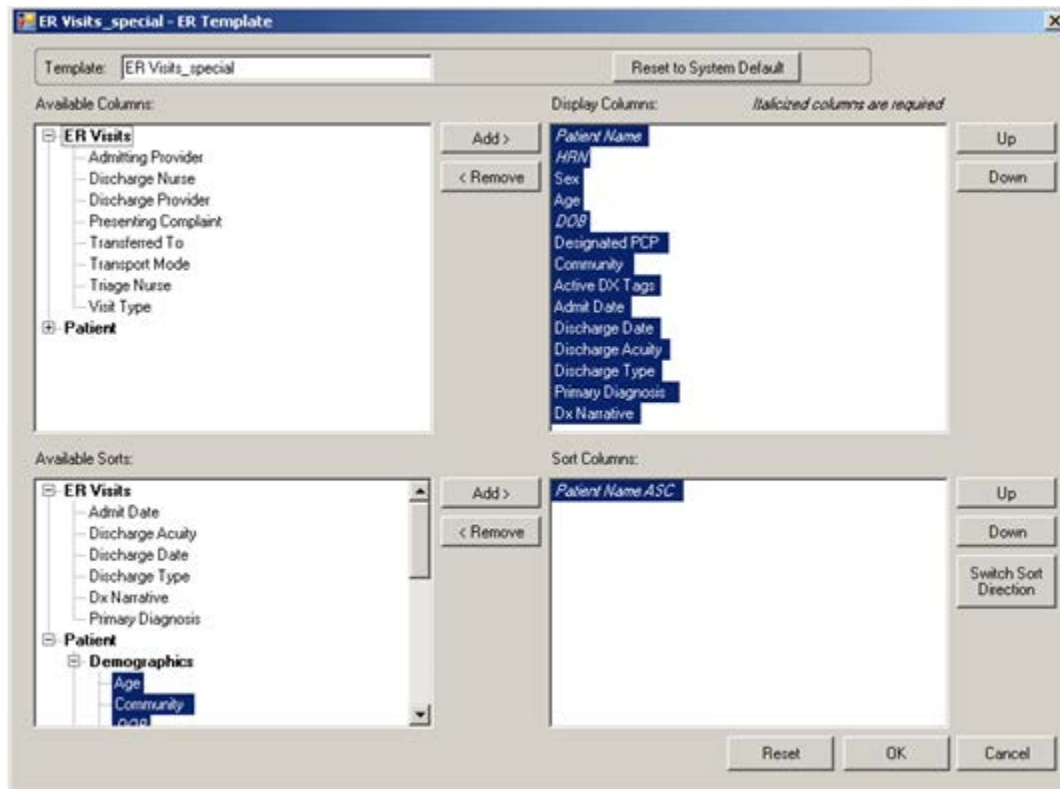 ER Visits_special - ER Template
Template: ER Visits_special
Reset to System Default
Available Columns:
ER Visits
Admitting Provider
Discharge Nurse
Discharge Provider
Presenting Complaint
Transferred To
Transport Mode
Triage Nurse
Visit Type
Patient
Add >
< Remove
Display Columns:
Italicized columns are required
Patient Name
HRN
Sex
Age
DOB
Designated PCP
Community
Active DX Tags
Admit Date
Discharge Date
Discharge Acuity
Discharge Type
Primary Diagnosis
Dx Narrative
Up
Down
Available Sorts:
ER Visits
Admit Date
Discharge Acuity
Discharge Date
Discharge Type
Dx Narrative
Primary Diagnosis
Patient
Demographics
Age
Community
DOB
Add >
< Remove
Sort Columns:
Patient Name ASC
Up
Down
Switch Sort
Direction
Reset
OK
Cancel